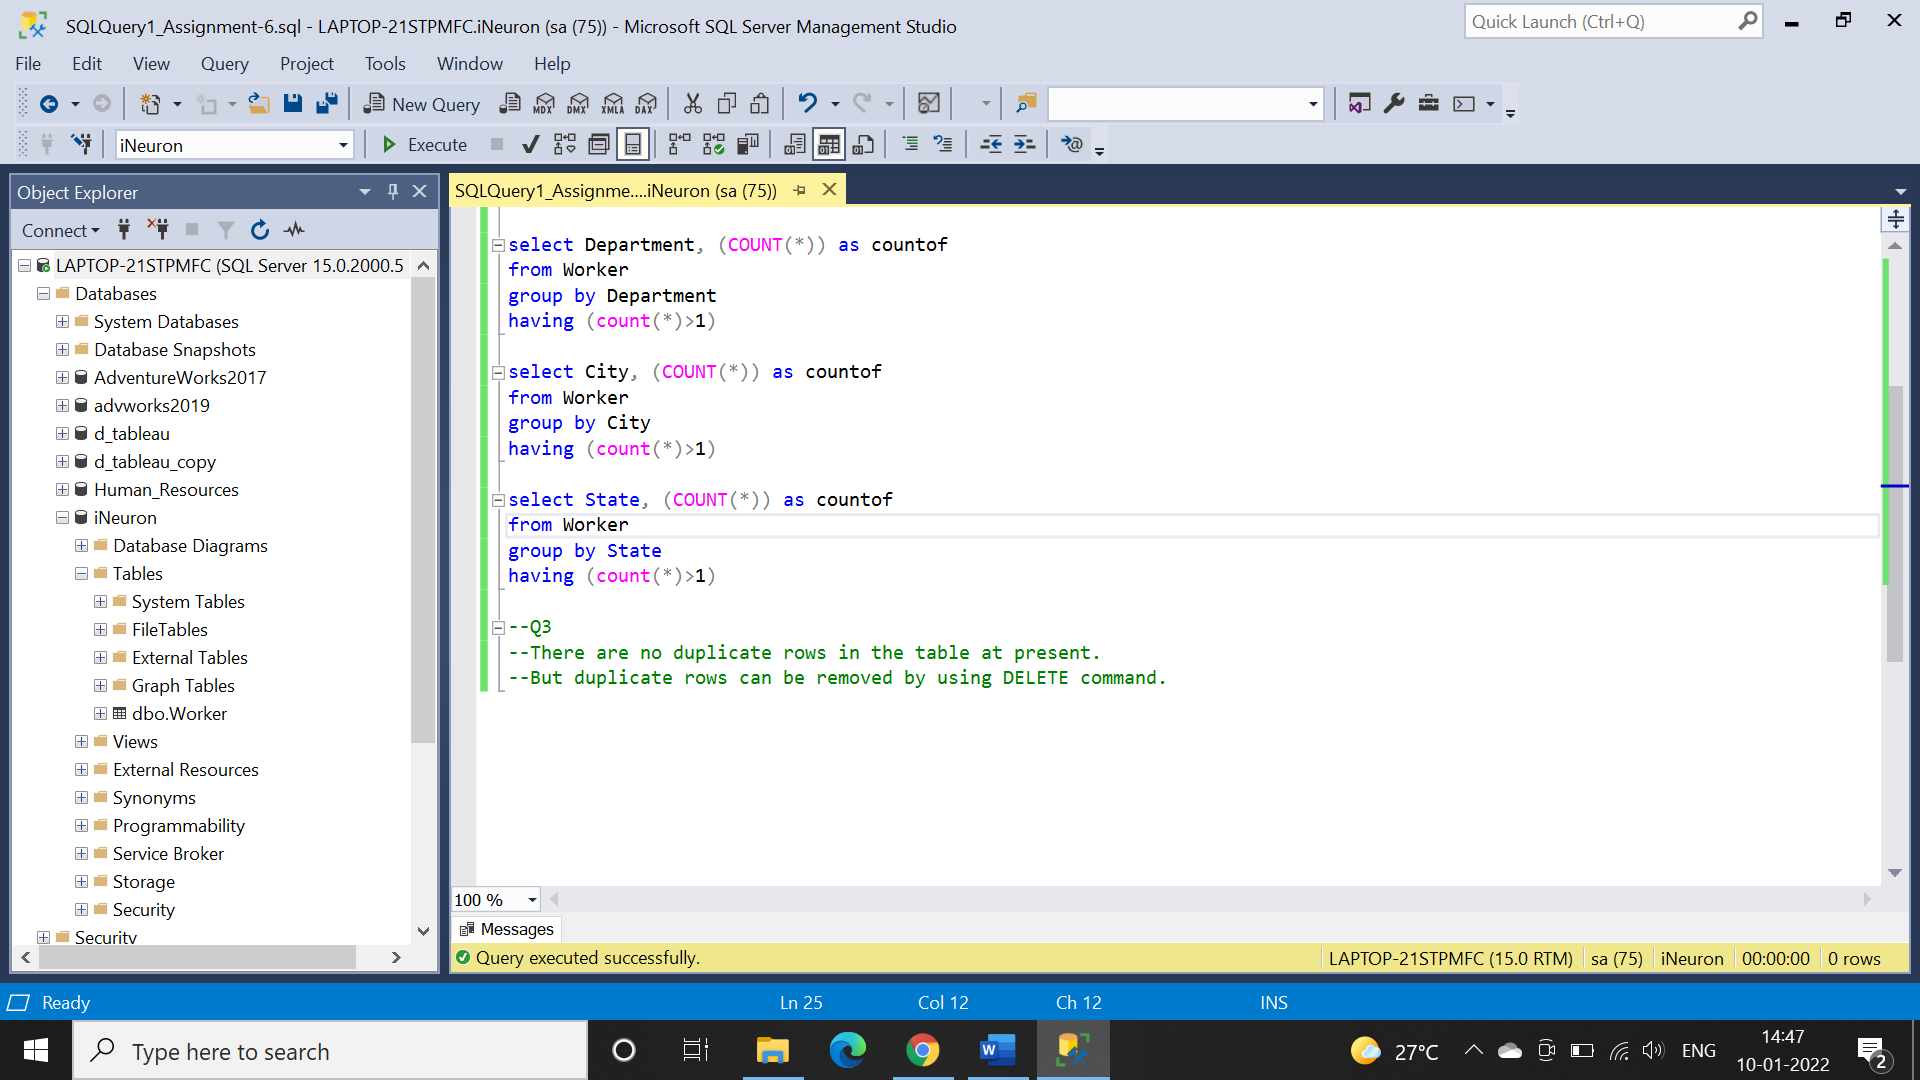 SQLQuery1_Assignment-6.sql - LAPTOP-21STPMFC.iNeuron (sa (75)) - Microsoft SQL Server Management Studio
Quick Launch (Ctrl+Q)
File Edit View Query Project Tools Window Help
New Query MDX DMX XMLA DAX
iNeuron Execute
Object Explorer
Connect
LAPTOP-21STPMFC (SQL Server 15.0.2000.5
Databases
System Databases
Database Snapshots
AdventureWorks2017
advworks2019
d_tableau
d_tableau_copy
Human_Resources
iNeuron
Database Diagrams
Tables
System Tables
FileTables
External Tables
Graph Tables
dbo.Worker
Views
External Resources
Synonyms
Programmability
Service Broker
Storage
Security
Security
SQLQuery1_Assignme....iNeuron (sa (75))
select Department, (COUNT(*)) as countof
from Worker
group by Department
having (count(*)>1)
select City, (COUNT(*)) as countof
from Worker
group by City
having (count(*)>1)
select State, (COUNT(*)) as countof
from Worker
group by State
having (count(*)>1)
--Q3
--There are no duplicate rows in the table at present.
--But duplicate rows can be removed by using DELETE command.
100 %
Messages
Query executed successfully. LAPTOP-21STPMFC (15.0 RTM) sa (75) iNeuron 00:00:00 0 rows
Ready Ln 25 Col 12 Ch 12 INS
Type here to search
W
27°C ENG
14:47
10-01-2022
2